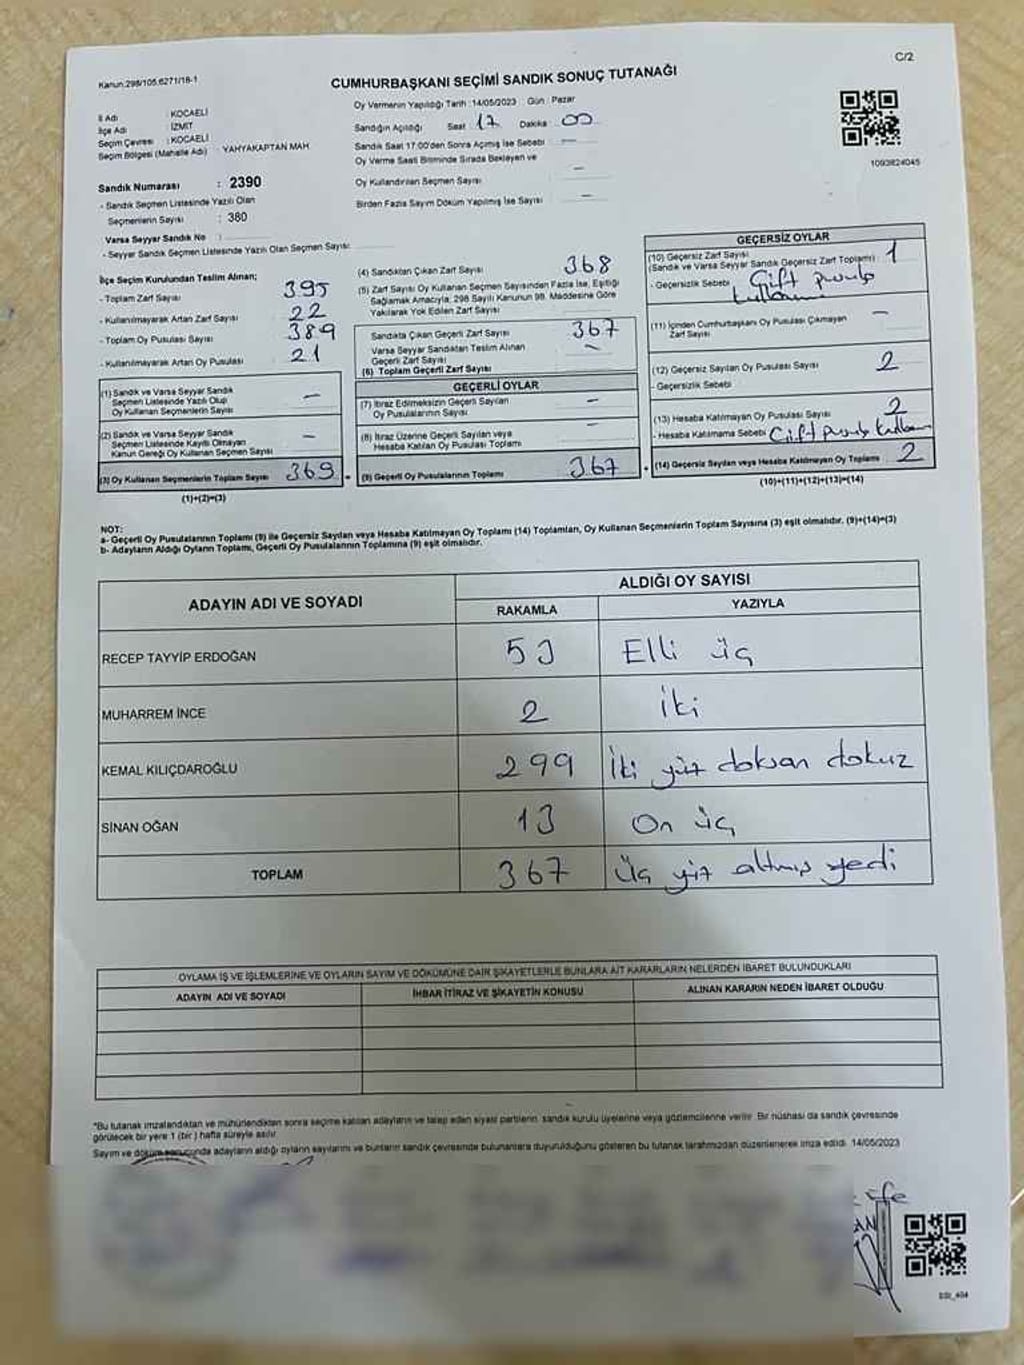 Kanun:298/105,6271/18-1
C/2
CUMHURBAŞKANI SEÇİMİ SANDIK SONUÇ TUTANAĞI
İl Adı : KOCAELİ
İlçe Adı : İZMİT
Seçim Çevresi : KOCAELİ
Seçim Bölgesi (Mahalle Adı) : YAHYAKAPTAN MAH
Sandık Numarası : 2390
- Sandık Seçmen Listesinde Yazılı Olan
Seçmenlerin Sayısı : 380
Varsa Seyyar Sandık No :
- Seyyar Sandık Seçmen Listesinde Yazılı Olan Seçmen Sayısı:
Oy Vermenin Yapıldığı Tarih :14/05/2023 Gün : Pazar
Sandığın Açıldığı Saat : 17 Dakika : 00
Sandık Saat 17:00'den Sonra Açımış İse Sebebi : —
Oy Verme Saati Bitiminde Sırada Bekleyen ve
Oy Kullandırılan Seçmen Sayısı : —
Birden Fazla Sayım Döküm Yapılmış İse Sayısı : —
1093824045
İlçe Seçim Kurulundan Teslim Alınan;
- Toplam Zarf Sayısı : 395
- Kullanılmayarak Artan Zarf Sayısı : 22
- Toplam Oy Pusulası Sayısı : 389
- Kullanılmayarak Artan Oy Pusulası : 21
(1) Sandık ve Varsa Seyyar Sandık
Seçmen Listesinde Yazılı Olup
Oy Kullanan Seçmenlerin Sayısı —
(2) Sandık ve Varsa Seyyar Sandık
Seçmen Listesinde Kayıtlı Olmayan
Kanun Gereği Oy Kullanan Seçmen Sayısı —
(3) Oy Kullanan Seçmenlerin Toplam Sayısı 369
(1)+(2)=(3)
(4) Sandıktan Çıkan Zarf Sayısı 368
(5) Zarf Sayısı Oy Kullanan Seçmen Sayısından Fazla İse, Eşitliği
Sağlamak Amacıyla, 298 Sayılı Kanunun 98. Maddesine Göre
Yakılarak Yok Edilen Zarf Sayısı :
Sandıkta Çıkan Geçerli Zarf Sayısı 367
Varsa Seyyar Sandıktan Teslim Alınan
Geçerli Zarf Sayısı —
(6) Toplam Geçerli Zarf Sayısı
GEÇERLİ OYLAR
(7) İtiraz Edilmeksizin Geçerli Sayılan
Oy Pusulalarının Sayısı —
(8) İtiraz Üzerine Geçerli Sayılan veya
Hesaba Katılan Oy Pusulası Toplamı —
(9) Geçerli Oy Pusulalarının Toplamı 367
GEÇERSİZ OYLAR
(10) Geçersiz Zarf Sayısı
(Sandık ve Varsa Seyyar Sandık Geçersiz Zarf Toplamı) 1
- Geçersizlik Sebebi Çift pusula
kullanma
(11) İçinden Cumhurbaşkanı Oy Pusulası Çıkmayan
Zarf Sayısı —
(12) Geçersiz Sayılan Oy Pusulası Sayısı 2
- Geçersizlik Sebebi
(13) Hesaba Katılmayan Oy Pusulası Sayısı 2
- Hesaba Katılmama Sebebi Çift pusula kullanm
(14) Geçersiz Sayılan veya Hesaba Katılmayan Oy Toplamı 2
(10)+(11)+(12)+(13)=(14)
NOT:
a- Geçerli Oy Pusulalarının Toplamı (9) ile Geçersiz Sayılan veya Hesaba Katılmayan Oy Toplamı (14) Toplamları, Oy Kullanan Seçmenlerin Toplam Sayısına (3) eşit olmalıdır. (9)+(14)=(3)
b- Adayların Aldığı Oyların Toplamı, Geçerli Oy Pusulalarının Toplamına (9) eşit olmalıdır.
ADAYIN ADI VE SOYADI
ALDIĞI OY SAYISI
RAKAMLA YAZIYLA
RECEP TAYYİP ERDOĞAN 53 Elli üç
MUHARREM İNCE 2 İki
KEMAL KILIÇDAROĞLU 299 İki yüz doksan dokuz
SİNAN OĞAN 13 On üç
TOPLAM 367 Üç yüz altmış yedi
OYLAMA İŞ VE İŞLEMLERİNE VE OYLARIN SAYIM VE DÖKÜMÜNE DAİR ŞİKAYETLERLE BUNLARA AİT KARARLARIN NELERDEN İBARET BULUNDUKLARI
ADAYIN ADI VE SOYADI İHBAR İTİRAZ VE ŞİKAYETİN KONUSU ALINAN KARARIN NEDEN İBARET OLDUĞU
*Bu tutanak imzalandıktan ve mühürlendikten sonra seçime katılan adayların ve talep eden siyasi partilerin, sandık kurulu üyelerine veya gözlemcilerine verilir. Bir nüshası da sandık çevresinde
görülecek bir yere 1 (bir ) hafta süreyle asılır.
Sayım ve döküm sonucunda adayların aldığı oyların sayılarını ve bunların sandık çevresinde bulunanlara duyurulduğunu gösteren bu tutanak tarafımızdan düzenlenerek imza edildi. 14/05/2023